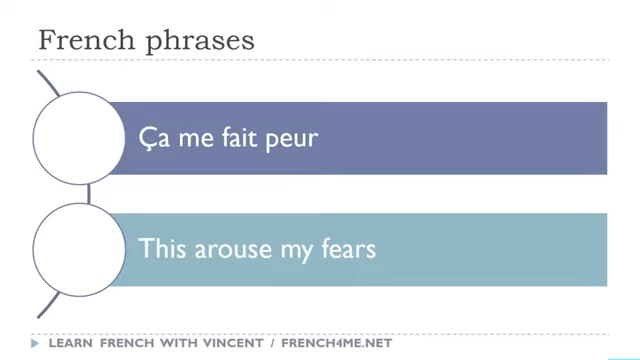 French phrases
Ça me fait peur
This arouse my fears
LEARN FRENCH WITH VINCENT / FRENCH4ME.NET